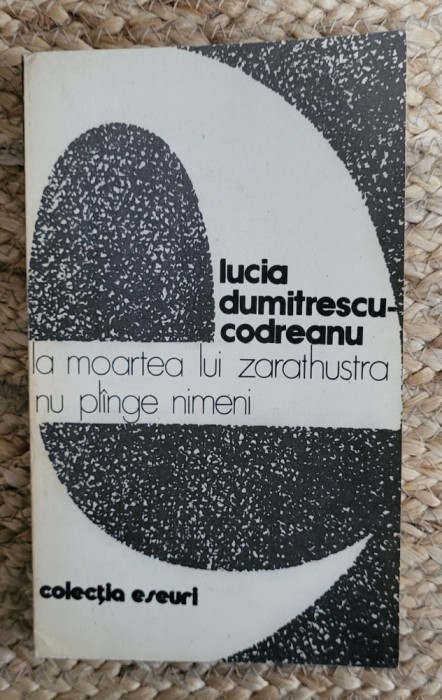 lucia
dumitrescu-
codreanu
la moartea lui zarathustra
nu plînge nimeni
colecția eseuri